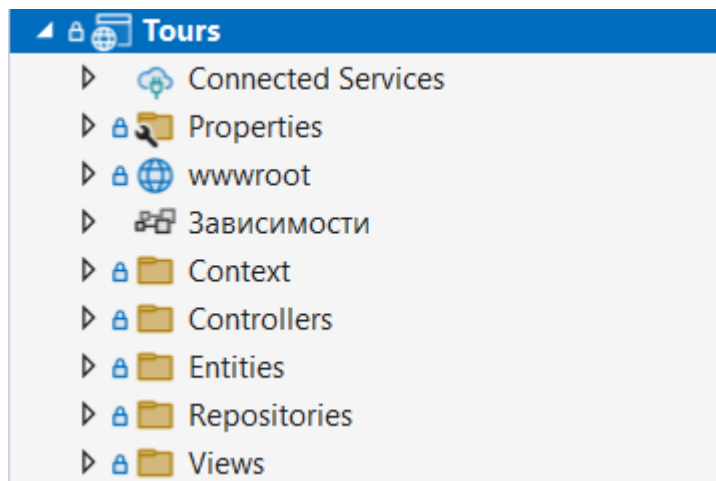 Tours
Connected Services
Properties
wwwroot
Зависимости
Context
Controllers
Entities
Repositories
Views